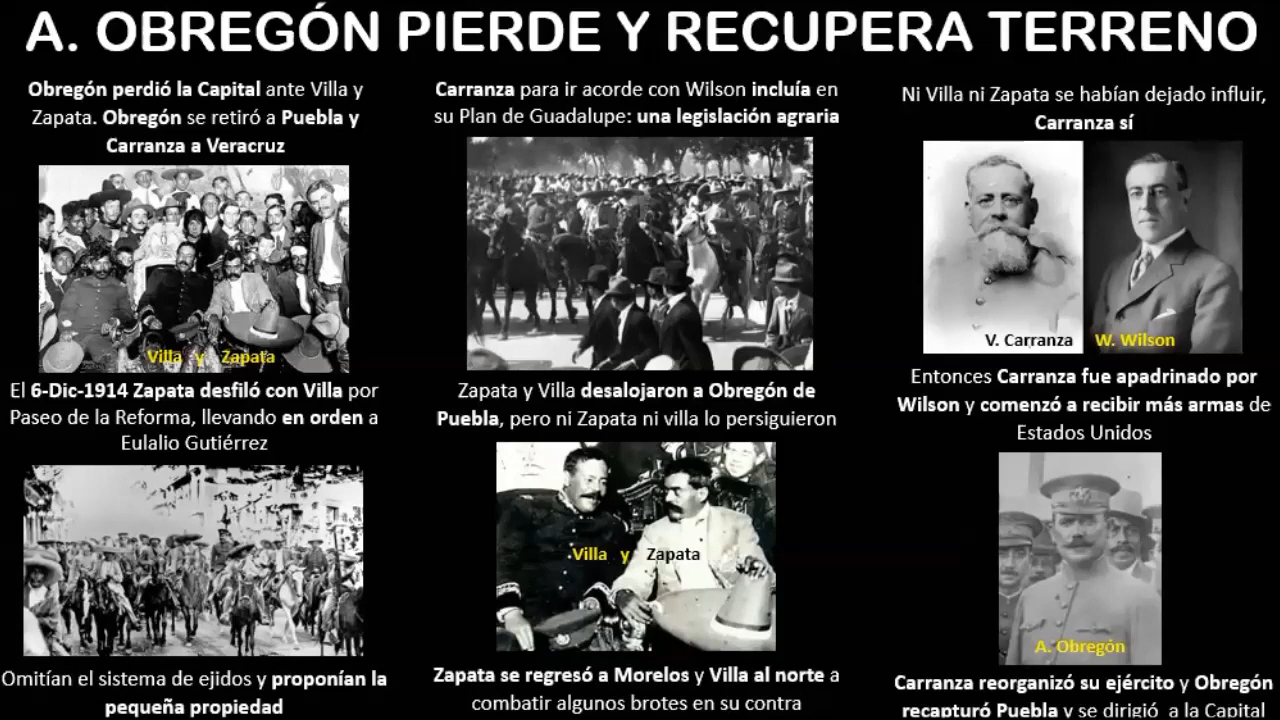 A. OBREGÓN PIERDE Y RECUPERA TERRENO
Obregón perdió la Capital ante Villa y
Zapata. Obregón se retiró a Puebla y
Carranza a Veracruz
Villa y Zapata
El 6-Dic-1914 Zapata desfiló con Villa por
Paseo de la Reforma, llevando en orden a
Eulalio Gutiérrez
Omitían el sistema de ejidos y proponían la
pequeña propiedad
Carranza para ir acorde con Wilson incluía en
su Plan de Guadalupe: una legislación agraria
Zapata y Villa desalojaron a Obregón de
Puebla, pero ni Zapata ni villa lo persiguieron
Villa y Zapata
Zapata se regresó a Morelos y Villa al norte a
combatir algunos brotes en su contra
Ni Villa ni Zapata se habían dejado influir,
Carranza sí
V. Carranza
W. Wilson
Entonces Carranza fue apadrinado por
Wilson y comenzó a recibir más armas de
Estados Unidos
A. Obregón
Carranza reorganizó su ejército y Obregón
recapturó Puebla y se dirigió a la Capital